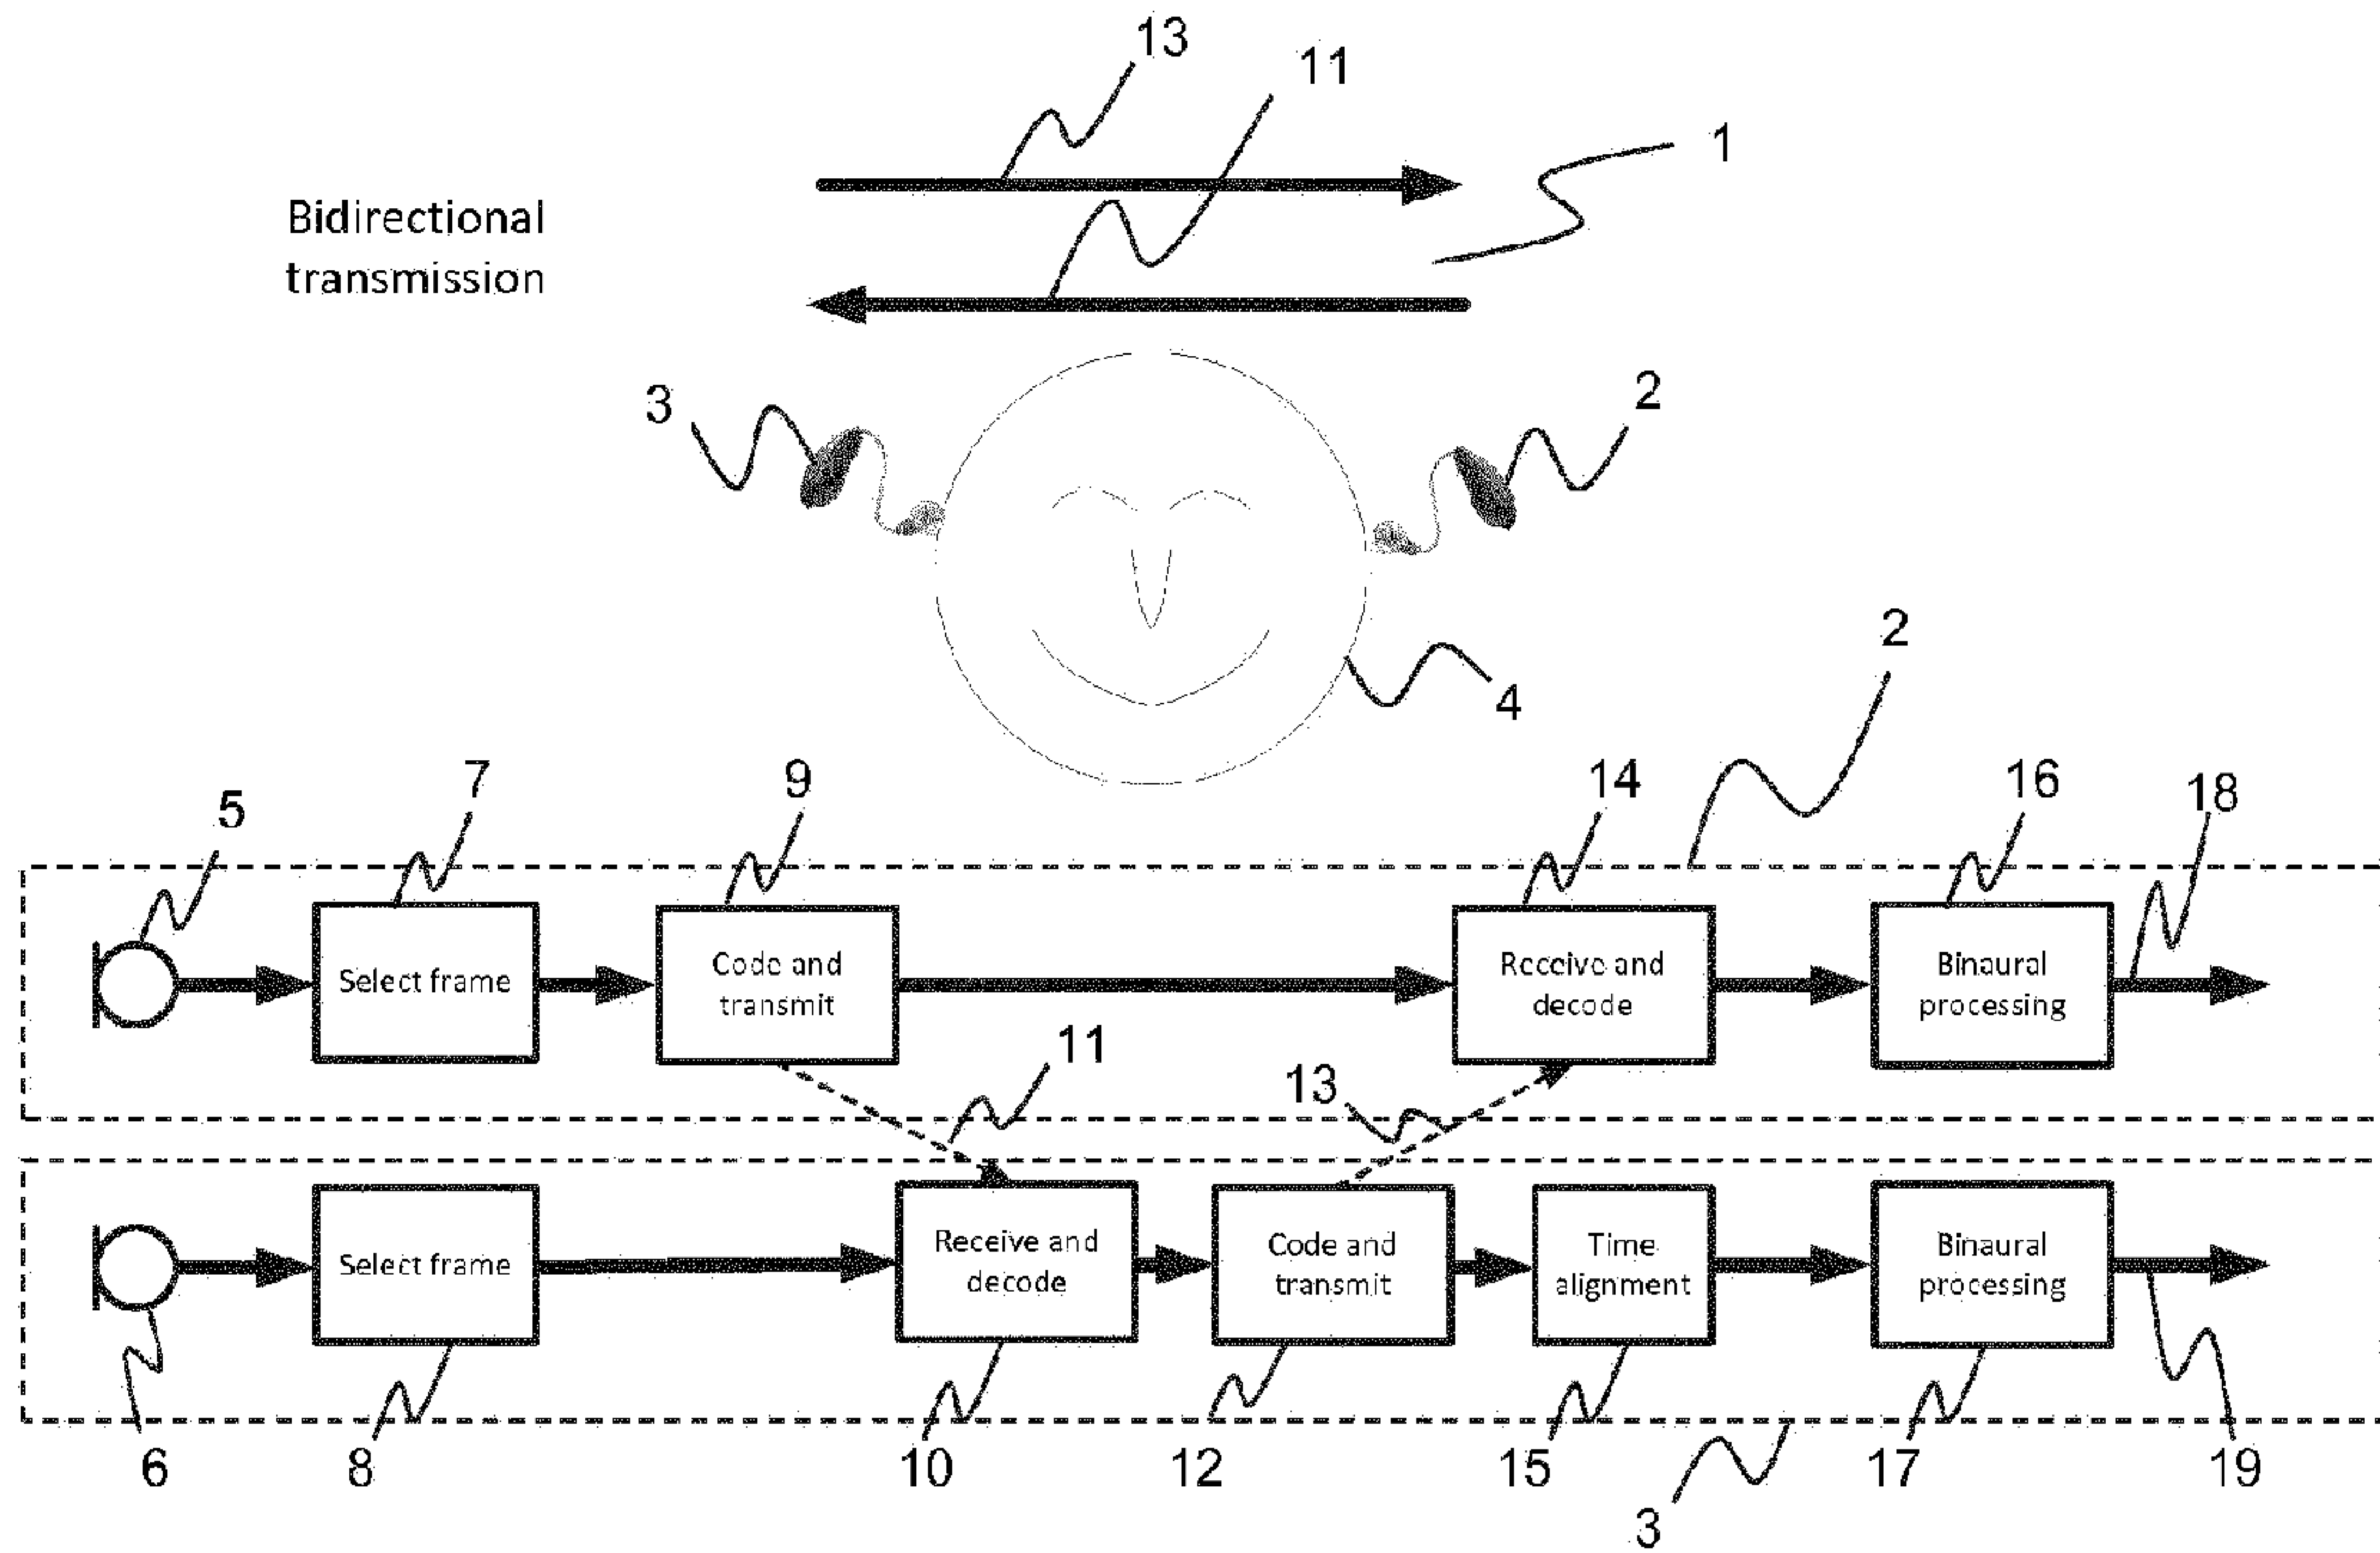 13
11
1
Bidirectional
transmission
3
2
4
2
5
7
9
14
16
18
Select frame
Code and
transmit
Receive and
decode
Binaural
processing
11
13
Select frame
Receive and
decode
Code and
transmit
Time
alignment
Binaural
processing
6
8
10
12
15
17
19
3